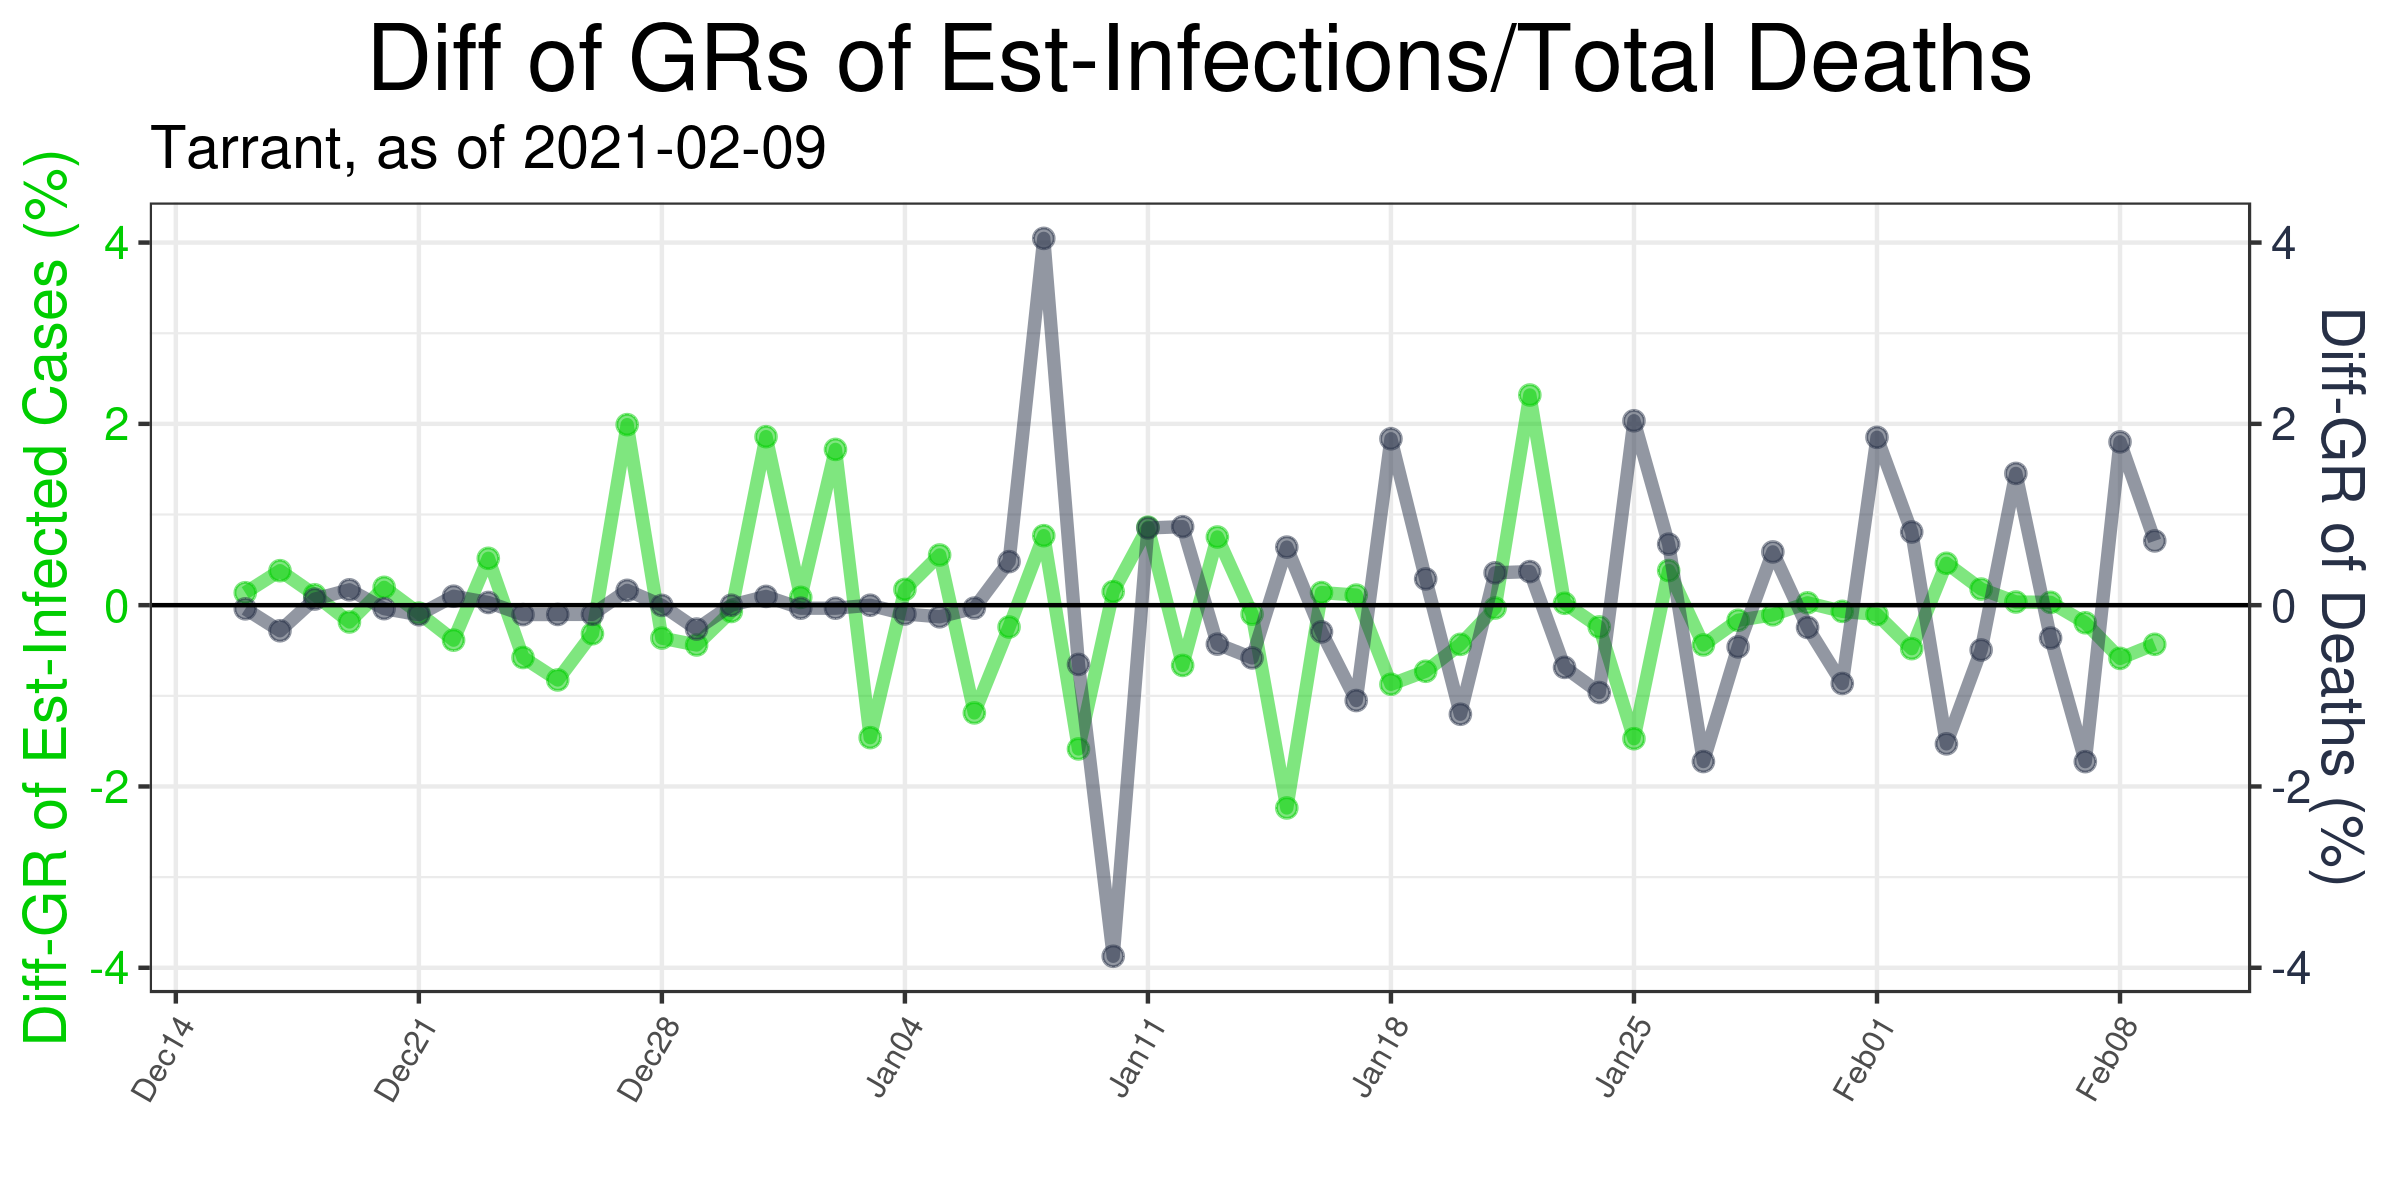 Diff of GRs of Est-Infections/Total Deaths
Tarrant, as of 2021-02-09
Diff-GR of Est-Infected Cases (%)
4
2
0
-2
-4
4
2
0
-2
-4
Diff-GR of Deaths (%)
Dec14
Dec21
Dec28
Jan04
Jan11
Jan18
Jan25
Feb01
Feb08